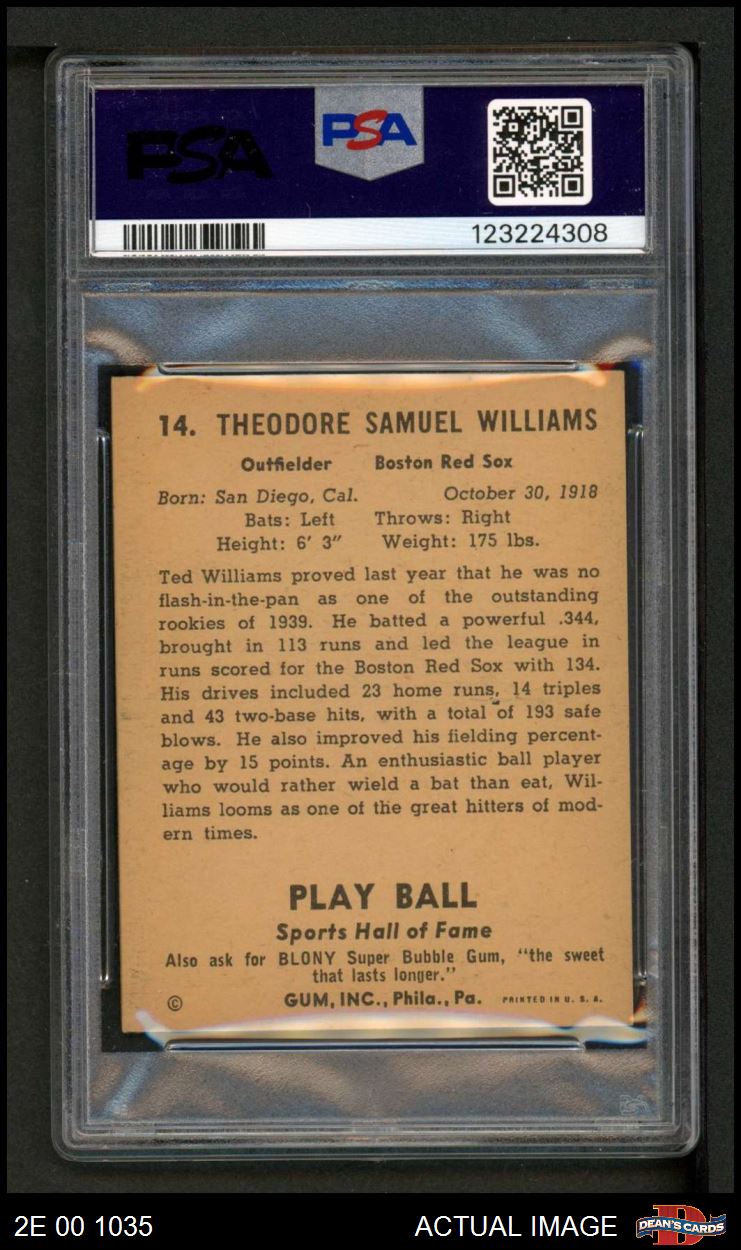 PSA
PSA
123224308
14. THEODORE SAMUEL WILLIAMS
Outfielder Boston Red Sox
Born: San Diego, Cal. October 30, 1918
Bats: Left Throws: Right
Height: 6' 3″ Weight: 175 lbs.
Ted Williams proved last year that he was no
flash-in-the-pan as one of the outstanding
rookies of 1939. He batted a powerful .344,
brought in 113 runs and led the league in
runs scored for the Boston Red Sox with 134.
His drives included 23 home runs, 14 triples
and 43 two-base hits, with a total of 193 safe
blows. He also improved his fielding percent-
age by 15 points. An enthusiastic ball player
who would rather wield a bat than eat, Wil-
liams looms as one of the great hitters of mod-
ern times.
PLAY BALL
Sports Hall of Fame
Also ask for BLONY Super Bubble Gum, “the sweet
that lasts longer.”
© GUM, INC., Phila., Pa. PRINTED IN U. S. A.
2E 00 1035 ACTUAL IMAGE DEAN'S CARDS